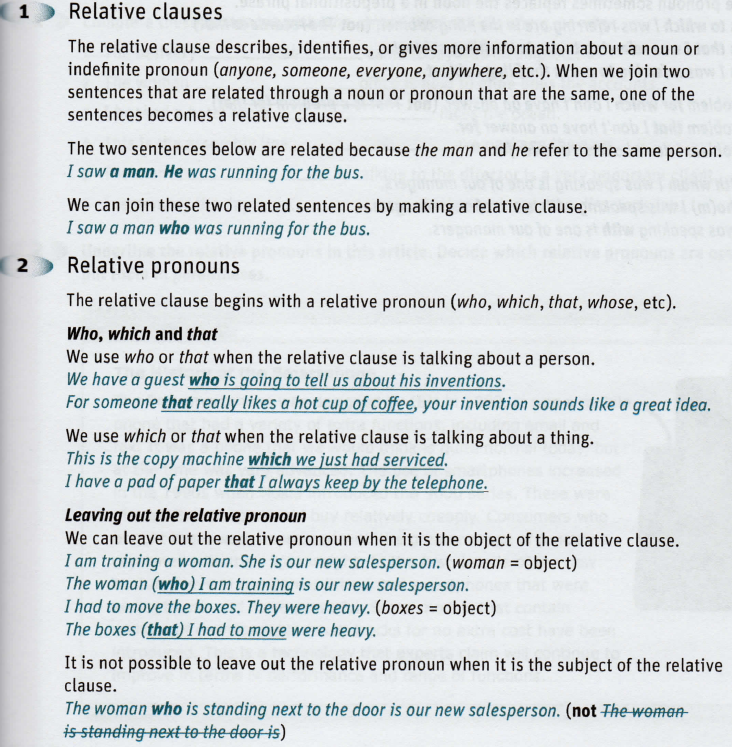 1 Relative clauses
The relative clause describes, identifies, or gives more information about a noun or
indefinite pronoun (anyone, someone, everyone, anywhere, etc.). When we join two
sentences that are related through a noun or pronoun that are the same, one of the
sentences becomes a relative clause.
The two sentences below are related because the man and he refer to the same person.
I saw a man. He was running for the bus.
We can join these two related sentences by making a relative clause.
I saw a man who was running for the bus.
2 Relative pronouns
The relative clause begins with a relative pronoun (who, which, that, whose, etc).
Who, which and that
We use who or that when the relative clause is talking about a person.
We have a guest who is going to tell us about his inventions.
For someone that really likes a hot cup of coffee, your invention sounds like a great idea.
We use which or that when the relative clause is talking about a thing.
This is the copy machine which we just had serviced.
I have a pad of paper that I always keep by the telephone.
Leaving out the relative pronoun
We can leave out the relative pronoun when it is the object of the relative clause.
I am training a woman. She is our new salesperson. (woman = object)
The woman (who) I am training is our new salesperson.
I had to move the boxes. They were heavy. (boxes = object)
The boxes (that) I had to move were heavy.
It is not possible to leave out the relative pronoun when it is the subject of the relative
clause.
The woman who is standing next to the door is our new salesperson. (not The woman
is standing next to the door is)